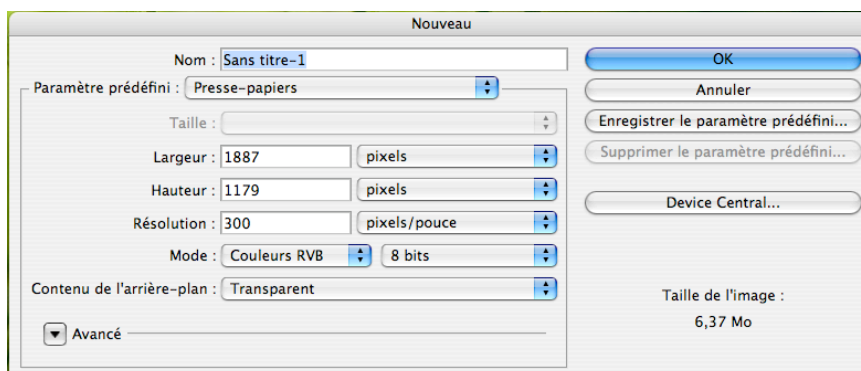 Nouveau
Nom : Sans titre-1
OK
Paramètre prédéfini : Presse-papiers
Annuler
Taille :
Enregistrer le paramètre prédéfini...
Largeur : 1887 pixels
Supprimer le paramètre prédéfini...
Hauteur : 1179 pixels
Device Central...
Résolution : 300 pixels/pouce
Mode : Couleurs RVB 8 bits
Contenu de l'arrière-plan : Transparent
Taille de l'image :
6,37 Mo
Avancé